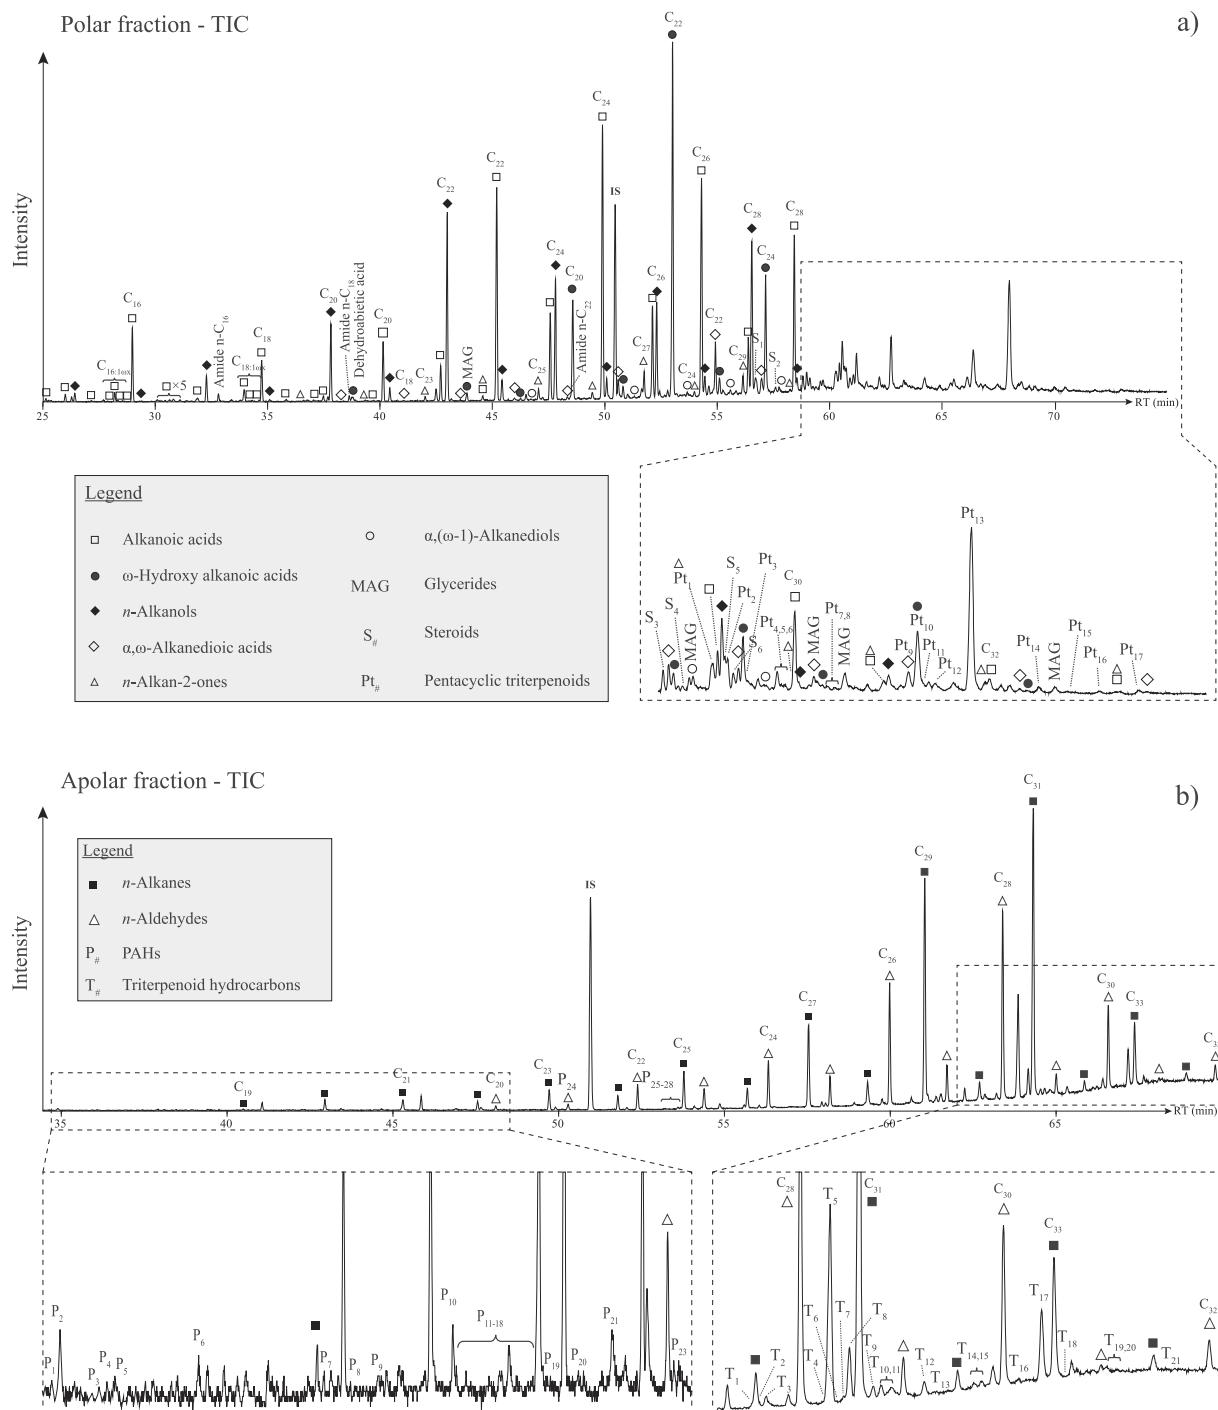 Polar fraction - TIC
a)
Intensity
C22
C24
C22
IS
C26
C22
C28
C28
C24
C20
C26
C24
C16
C20
C18
C20
C16:1ωx
×5
Amide n-C16
C18:1ωx
Amide n-C18
Dehydroabietic acid
C18
C23
MAG
C25
Amide n-C22
C27
C24
C22
C29
S1
S2
25
30
35
40
45
50
55
60
65
70
RT (min)
Legend
Alkanoic acids
ω-Hydroxy alkanoic acids
n-Alkanols
α,ω-Alkanedioic acids
n-Alkan-2-ones
α,(ω-1)-Alkanediols
MAG Glycerides
S# Steroids
Pt# Pentacyclic triterpenoids
S3
S4
MAG
Pt1
S5
Pt2
S6
Pt3
Pt4,5,6
C30
MAG
Pt7,8
MAG
Pt9
Pt10
Pt11
Pt12
Pt13
C32
Pt14
MAG
Pt15
Pt16
Pt17
Apolar fraction - TIC
b)
Intensity
Legend
n-Alkanes
n-Aldehydes
P# PAHs
T# Triterpenoid hydrocarbons
C19
C21
C20
C23
P24
IS
C22
P25-28
C25
C24
C27
C26
C29
C28
C31
C30
C33
C3
35
40
45
50
55
60
65
RT (min)
P1
P2
P3
P4
P5
P6
P7
P8
P9
P10
P11-18
P19
P20
P21
P23
T1
T2
T3
C28
T4
T5
T6
T7
T8
C31
T9
T10,11
T12
T13
T14,15
C30
T16
T17
C33
T18
T19,20
T21
C32